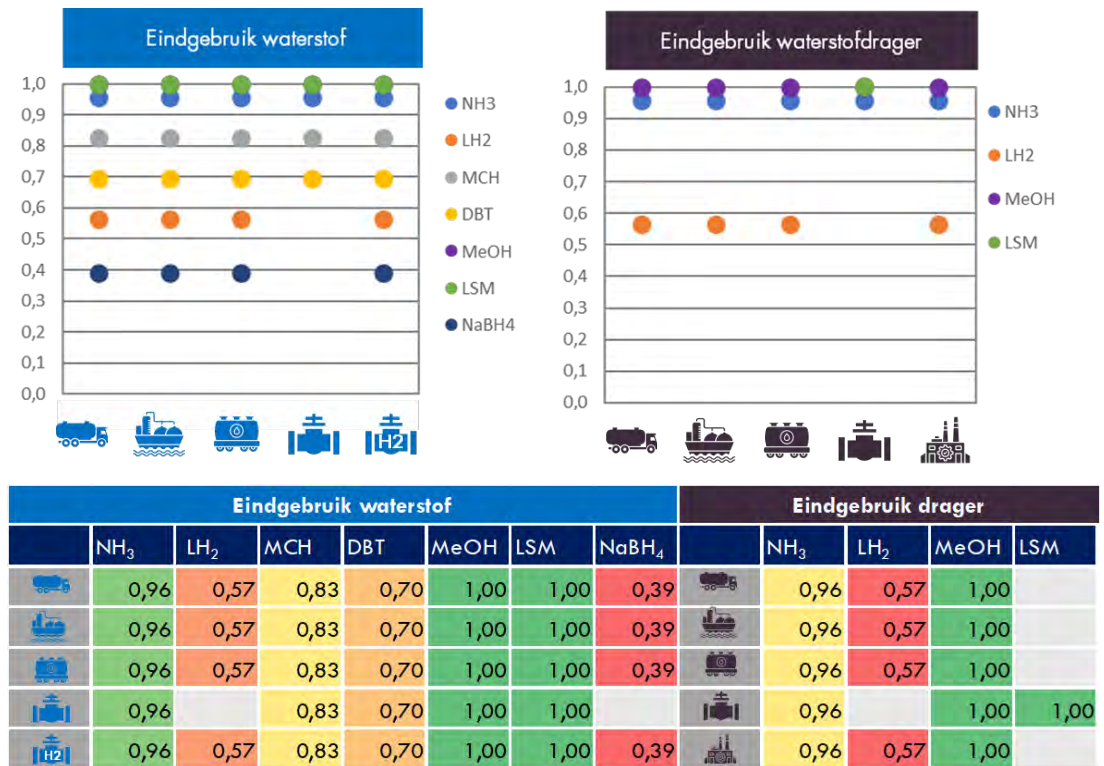 Eindgebruik waterstof
1,0
0,9
0,8
0,7
0,6
0,5
0,4
0,3
0,2
0,1
0,0
NH3
LH2
MCH
DBT
MeOH
LSM
NaBH4
H2
Eindgebruik waterstofdrager
1,0
0,9
0,8
0,7
0,6
0,5
0,4
0,3
0,2
0,1
0,0
NH3
LH2
MeOH
LSM
Eindgebruik waterstof Eindgebruik drager
NH₃ LH₂ MCH DBT MeOH LSM NaBH₄ NH₃ LH₂ MeOH LSM
0,96 0,57 0,83 0,70 1,00 1,00 0,39 0,96 0,57 1,00
0,96 0,57 0,83 0,70 1,00 1,00 0,39 0,96 0,57 1,00
0,96 0,57 0,83 0,70 1,00 1,00 0,39 0,96 0,57 1,00
0,96 0,83 0,70 1,00 1,00 0,96 1,00 1,00
H2 0,96 0,57 0,83 0,70 1,00 1,00 0,39 0,96 0,57 1,00